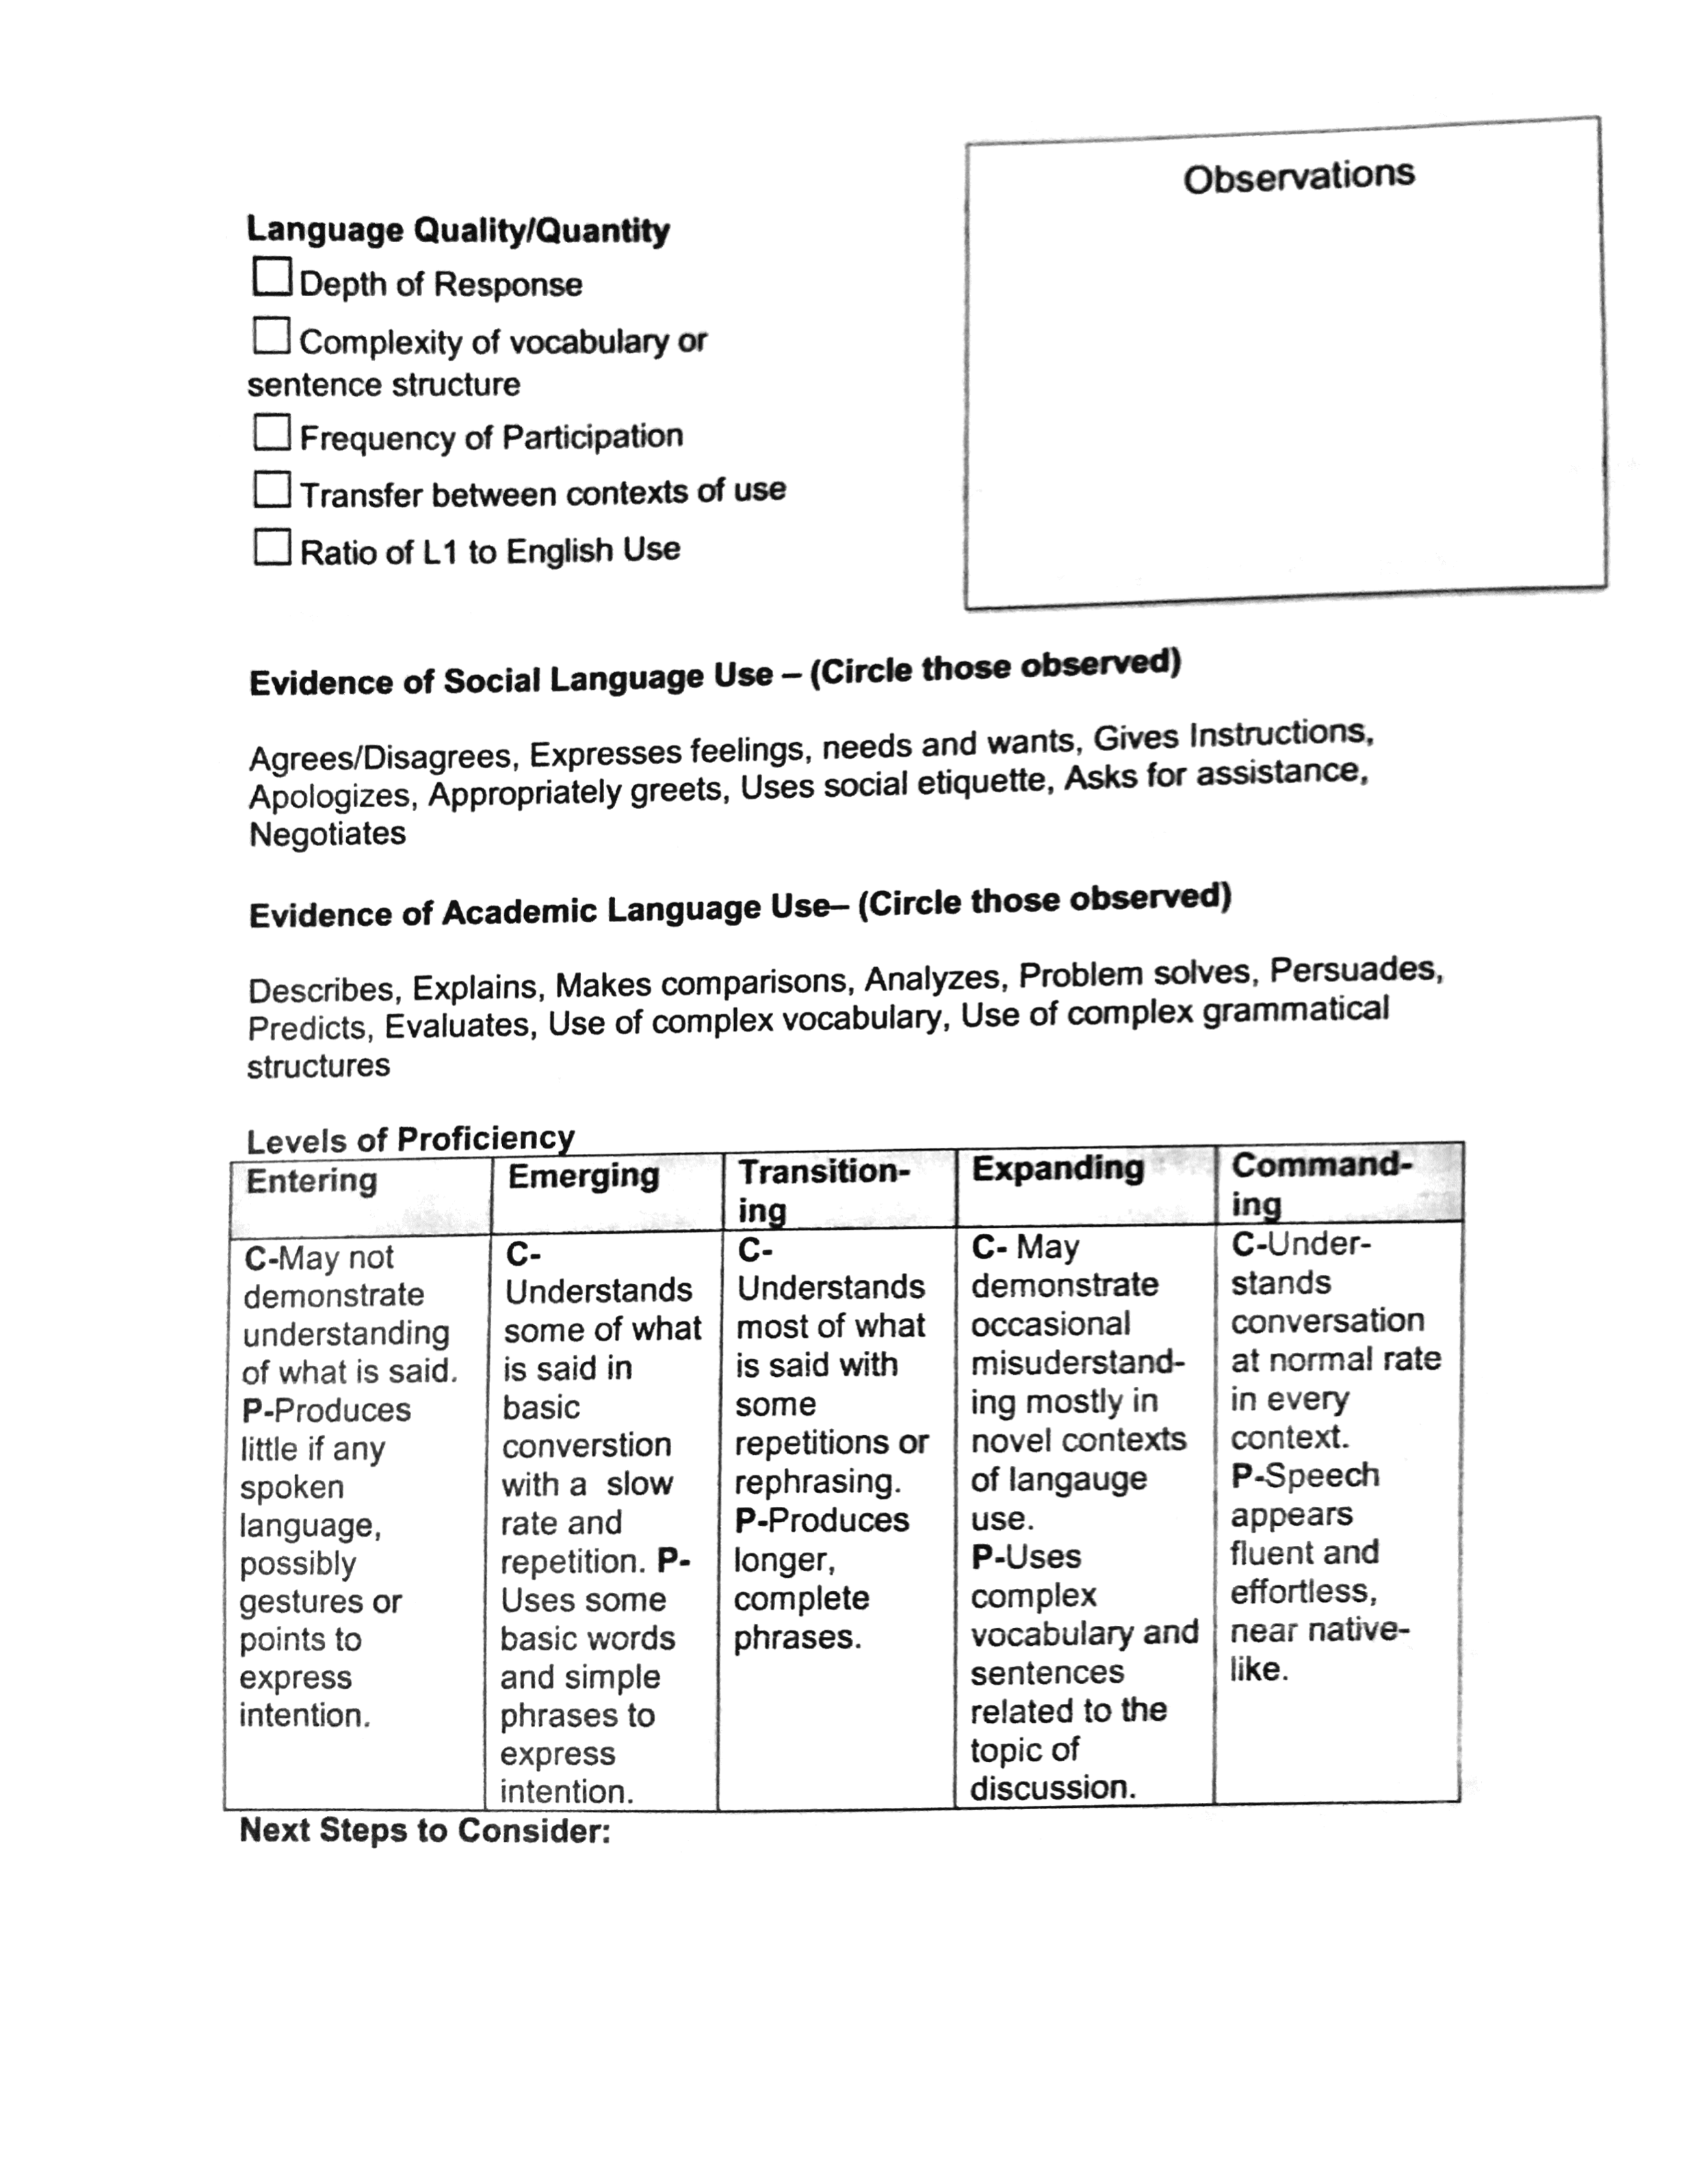 Observations
Language Quality/Quantity
Depth of Response
Complexity of vocabulary or
sentence structure
Frequency of Participation
Transfer between contexts of use
Ratio of L1 to English Use
Evidence of Social Language Use – (Circle those observed)
Agrees/Disagrees, Expresses feelings, needs and wants, Gives Instructions,
Apologizes, Appropriately greets, Uses social etiquette, Asks for assistance,
Negotiates
Evidence of Academic Language Use– (Circle those observed)
Describes, Explains, Makes comparisons, Analyzes, Problem solves, Persuades,
Predicts, Evaluates, Use of complex vocabulary, Use of complex grammatical
structures
Levels of Proficiency
Entering
C-May not
demonstrate
understanding
of what is said.
P-Produces
little if any
spoken
language,
possibly
gestures or
points to
express
intention.
Emerging
C-
Understands
some of what
is said in
basic
converstion
with a slow
rate and
repetition. P-
Uses some
basic words
and simple
phrases to
express
intention.
Transition-
ing
C-
Understands
most of what
is said with
some
repetitions or
rephrasing.
P-Produces
longer,
complete
phrases.
Expanding
C- May
demonstrate
occasional
misuderstand-
ing mostly in
novel contexts
of langauge
use.
P-Uses
complex
vocabulary and
sentences
related to the
topic of
discussion.
Command-
ing
C-Under-
stands
conversation
at normal rate
in every
context.
P-Speech
appears
fluent and
effortless,
near native-
like.
Next Steps to Consider: